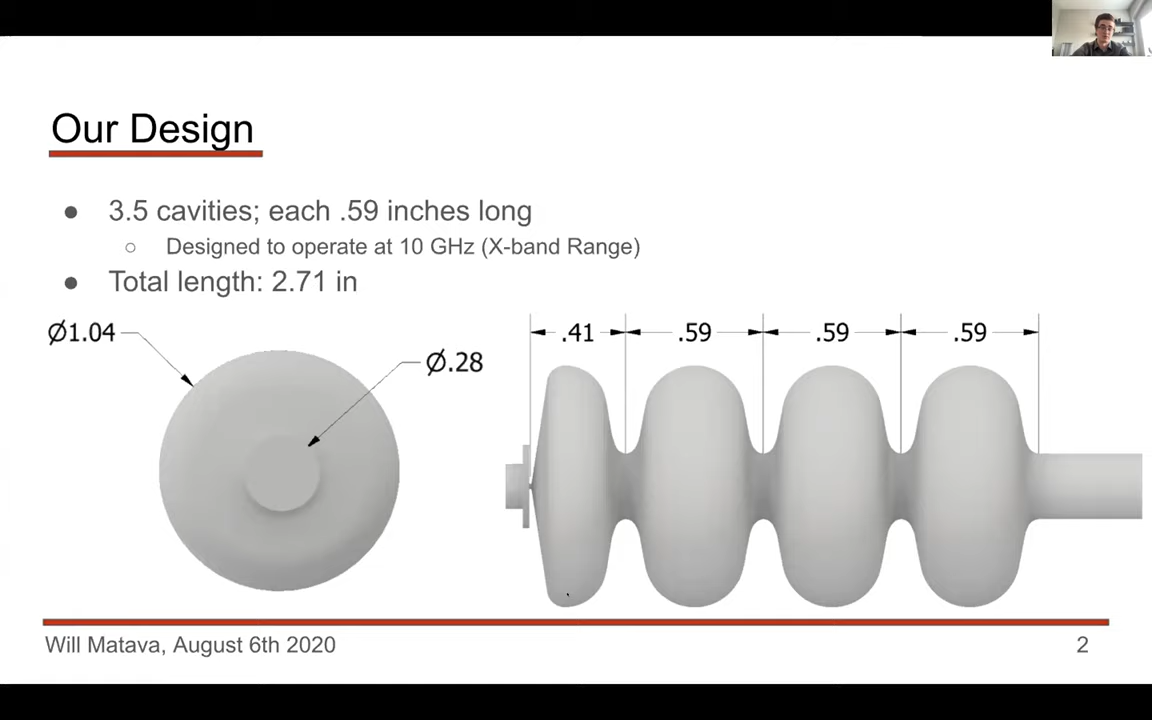 Our Design
● 3.5 cavities; each .59 inches long
○ Designed to operate at 10 GHz (X-band Range)
● Total length: 2.71 in
Ø1.04
Ø.28
.41 .59 .59 .59
Will Matava, August 6th 2020 2